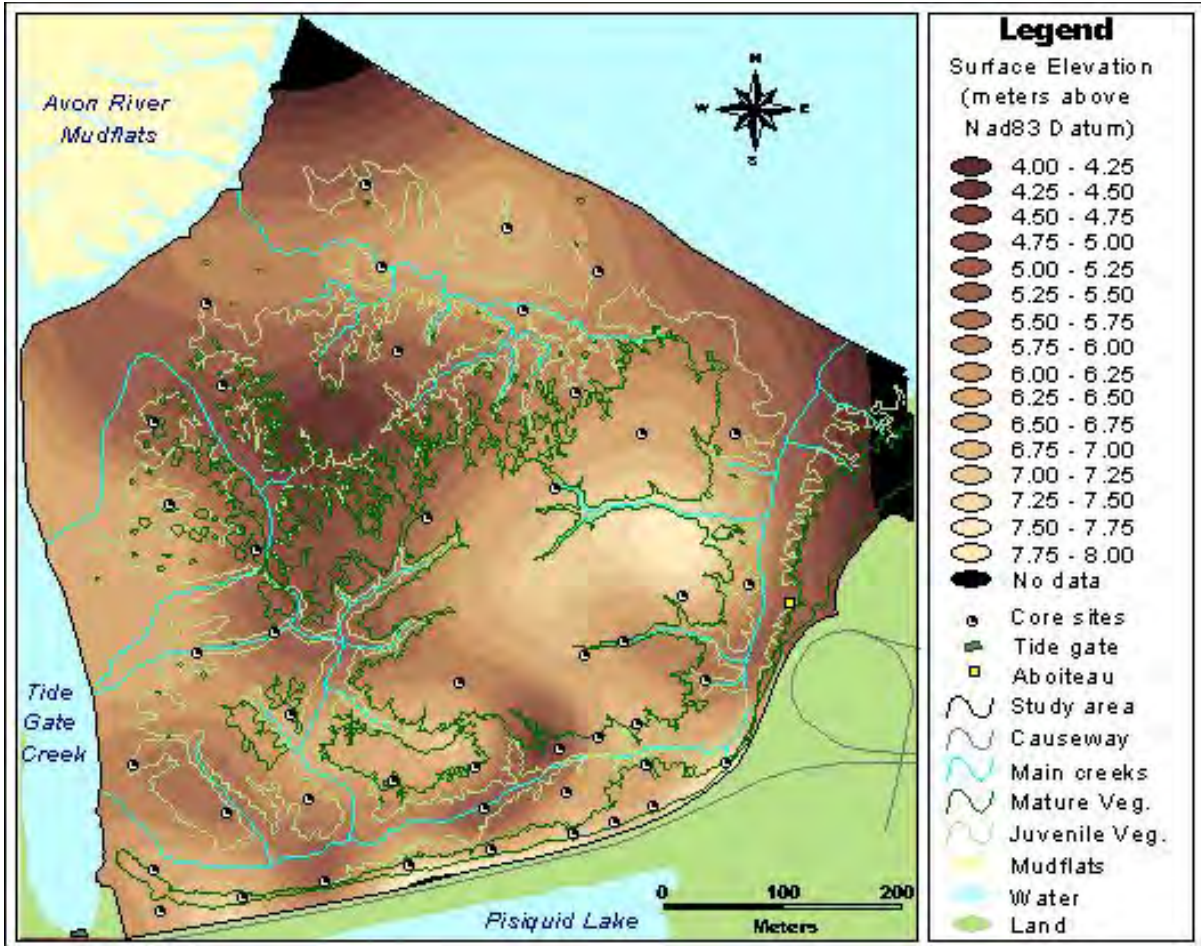 Avon River
Mudflats
N
W
E
S
Tide
Gate
Creek
Pisiquid Lake
0 100 200
Meters
Legend
Surface Elevation
(meters above
Nad83 Datum)
4.00 - 4.25
4.25 - 4.50
4.50 - 4.75
4.75 - 5.00
5.00 - 5.25
5.25 - 5.50
5.50 - 5.75
5.75 - 6.00
6.00 - 6.25
6.25 - 6.50
6.50 - 6.75
6.75 - 7.00
7.00 - 7.25
7.25 - 7.50
7.50 - 7.75
7.75 - 8.00
No data
Core sites
Tide gate
Aboiteau
Study area
Causeway
Main creeks
Mature Veg.
Juvenile Veg.
Mudflats
Water
Land